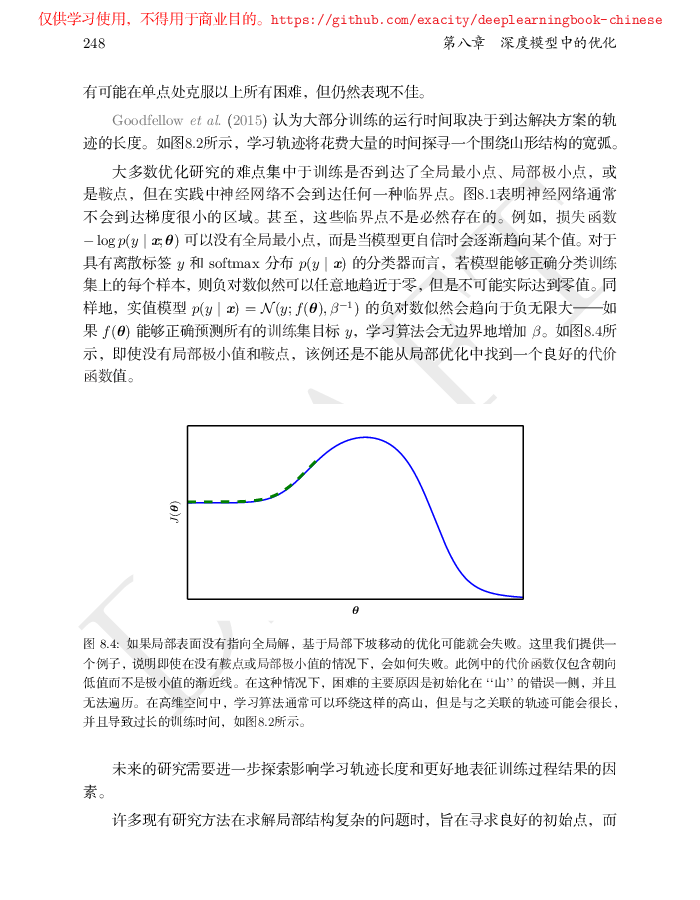 仅供学习使用，不得用于商业目的。https://github.com/exacity/deeplearningbook-chinese
248 第八章 深度模型中的优化
有可能在单点处克服以上所有困难，但仍然表现不佳。
Goodfellow et al. (2015) 认为大部分训练的运行时间取决于到达解决方案的轨
迹的长度。如图8.2所示，学习轨迹将花费大量的时间探寻一个围绕山形结构的宽弧。
大多数优化研究的难点集中于训练是否到达了全局最小点、局部极小点，或
是鞍点，但在实践中神经网络不会到达任何一种临界点。图8.1表明神经网络通常
不会到达梯度很小的区域。甚至，这些临界点不是必然存在的。例如，损失函数
− log p(y | x; θ) 可以没有全局最小点，而是当模型更自信时会逐渐趋向某个值。对于
具有离散标签 y 和 softmax 分布 p(y | x) 的分类器而言，若模型能够正确分类训练
集上的每个样本，则负对数似然可以任意地趋近于零，但是不可能实际达到零值。同
样地，实值模型 p(y | x) = N(y; f(θ), β⁻¹) 的负对数似然会趋向于负无限大——如
果 f(θ) 能够正确预测所有的训练集目标 y，学习算法会无边界地增加 β。如图8.4所
示，即使没有局部极小值和鞍点，该例还是不能从局部优化中找到一个良好的代价
函数值。
J(θ)
θ
图 8.4: 如果局部表面没有指向全局解，基于局部下坡移动的优化可能就会失败。这里我们提供一
个例子，说明即使在没有鞍点或局部极小值的情况下，会如何失败。此例中的代价函数仅包含朝向
低值而不是极小值的渐近线。在这种情况下，困难的主要原因是初始化在 ‘‘山’’ 的错误一侧，并且
无法遍历。在高维空间中，学习算法通常可以环绕这样的高山，但是与之关联的轨迹可能会很长，
并且导致过长的训练时间，如图8.2所示。
未来的研究需要进一步探索影响学习轨迹长度和更好地表征训练过程结果的因
素。
许多现有研究方法在求解局部结构复杂的问题时，旨在寻求良好的初始点，而
DRAFT